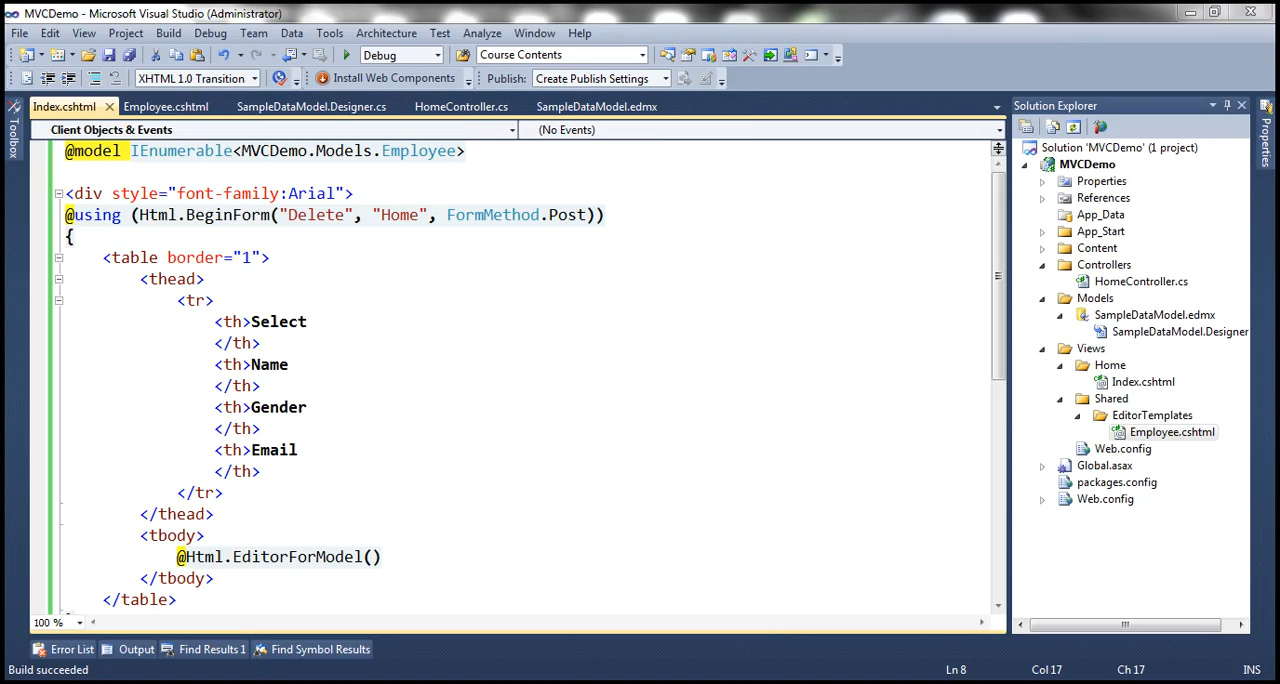 MVCDemo - Microsoft Visual Studio (Administrator)
File Edit View Project Build Debug Team Data Tools Architecture Test Analyze Window Help
Debug Course Contents
XHTML 1.0 Transition Install Web Components Publish: Create Publish Settings
Index.cshtml Employee.cshtml SampleDataModel.Designer.cs HomeController.cs SampleDataModel.edmx
Client Objects & Events (No Events)
@model IEnumerable<MVCDemo.Models.Employee>
<div style="font-family:Arial">
@using (Html.BeginForm("Delete", "Home", FormMethod.Post))
{
<table border="1">
<thead>
<tr>
<th>Select
</th>
<th>Name
</th>
<th>Gender
</th>
<th>Email
</th>
</tr>
</thead>
<tbody>
@Html.EditorForModel()
</tbody>
</table>
100 %
Toolbox
Solution Explorer
Solution 'MVCDemo' (1 project)
MVCDemo
Properties
References
App_Data
App_Start
Content
Controllers
HomeController.cs
Models
SampleDataModel.edmx
SampleDataModel.Designer
Views
Home
Index.cshtml
Shared
EditorTemplates
Employee.cshtml
Web.config
Global.asax
packages.config
Web.config
Properties
Error List Output Find Results 1 Find Symbol Results
Build succeeded Ln 8 Col 17 Ch 17 INS